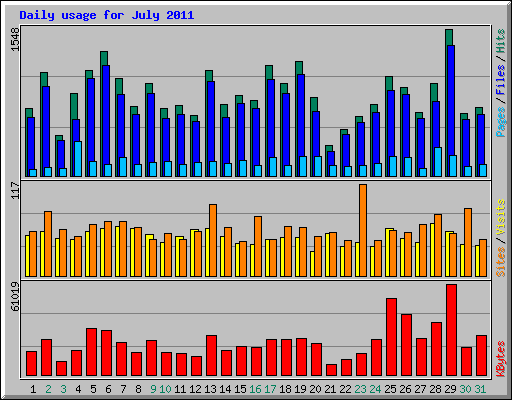 Daily usage for July 2011
1548
Pages / Files / Hits
117
Sites / Visits
61019
KBytes
1 2 3 4 5 6 7 8 9 10 11 12 13 14 15 16 17 18 19 20 21 22 23 24 25 26 27 28 29 30 31